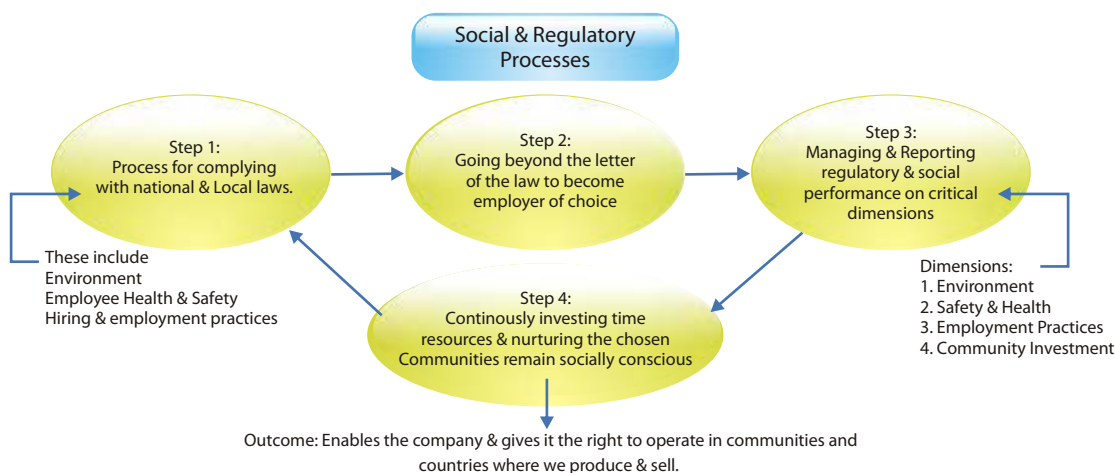 Social & Regulatory
Processes
Step 1:
Process for complying
with national & Local laws.
Step 2:
Going beyond the letter
of the law to become
employer of choice
Step 3:
Managing & Reporting
regulatory & social
performance on critical
dimensions
These include
Environment
Employee Health & Safety
Hiring & employment practices
Dimensions:
1. Environment
2. Safety & Health
3. Employment Practices
4. Community Investment
Step 4:
Continously investing time
resources & nurturing the chosen
Communities remain socially conscious
Outcome: Enables the company & gives it the right to operate in communities and
countries where we produce & sell.